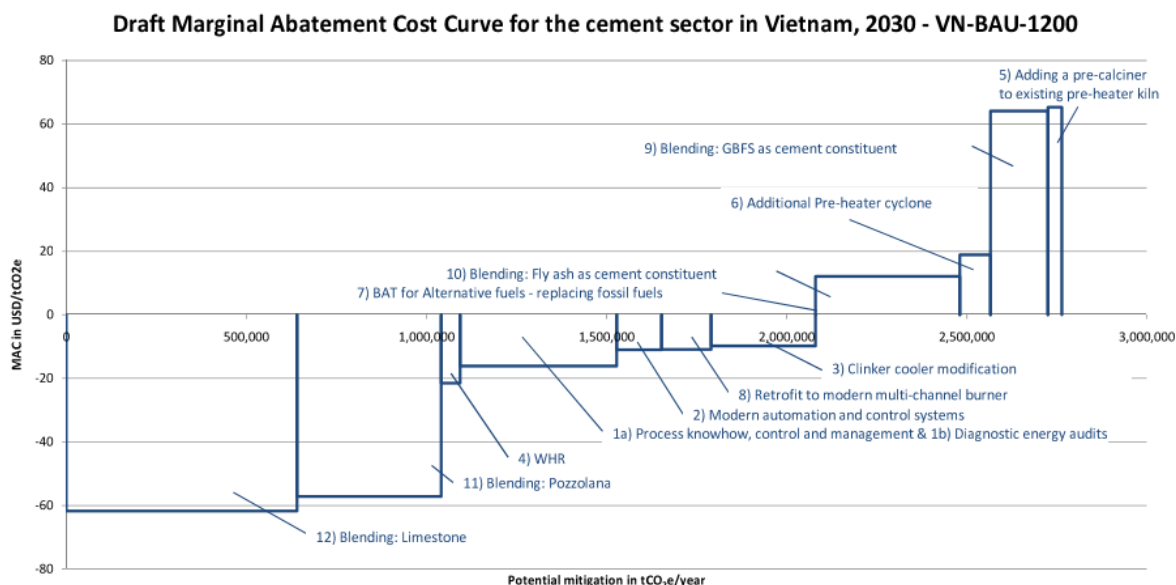 Draft Marginal Abatement Cost Curve for the cement sector in Vietnam, 2030 - VN-BAU-1200
80
5) Adding a pre-calciner
to existing pre-heater kiln
60
9) Blending: GBFS as cement constituent
40
6) Additional Pre-heater cyclone
20
10) Blending: Fly ash as cement constituent
7) BAT for Alternative fuels - replacing fossil fuels
MAC in USD/tCO2e
0
0
500,000
1,000,000
1,500,000
2,000,000
2,500,000
3,000,000
3) Clinker cooler modification
-20
8) Retrofit to modern multi-channel burner
2) Modern automation and control systems
1a) Process knowhow, control and management & 1b) Diagnostic energy audits
-40
4) WHR
11) Blending: Pozzolana
-60
12) Blending: Limestone
-80
Potential mitigation in tCO₂e/year